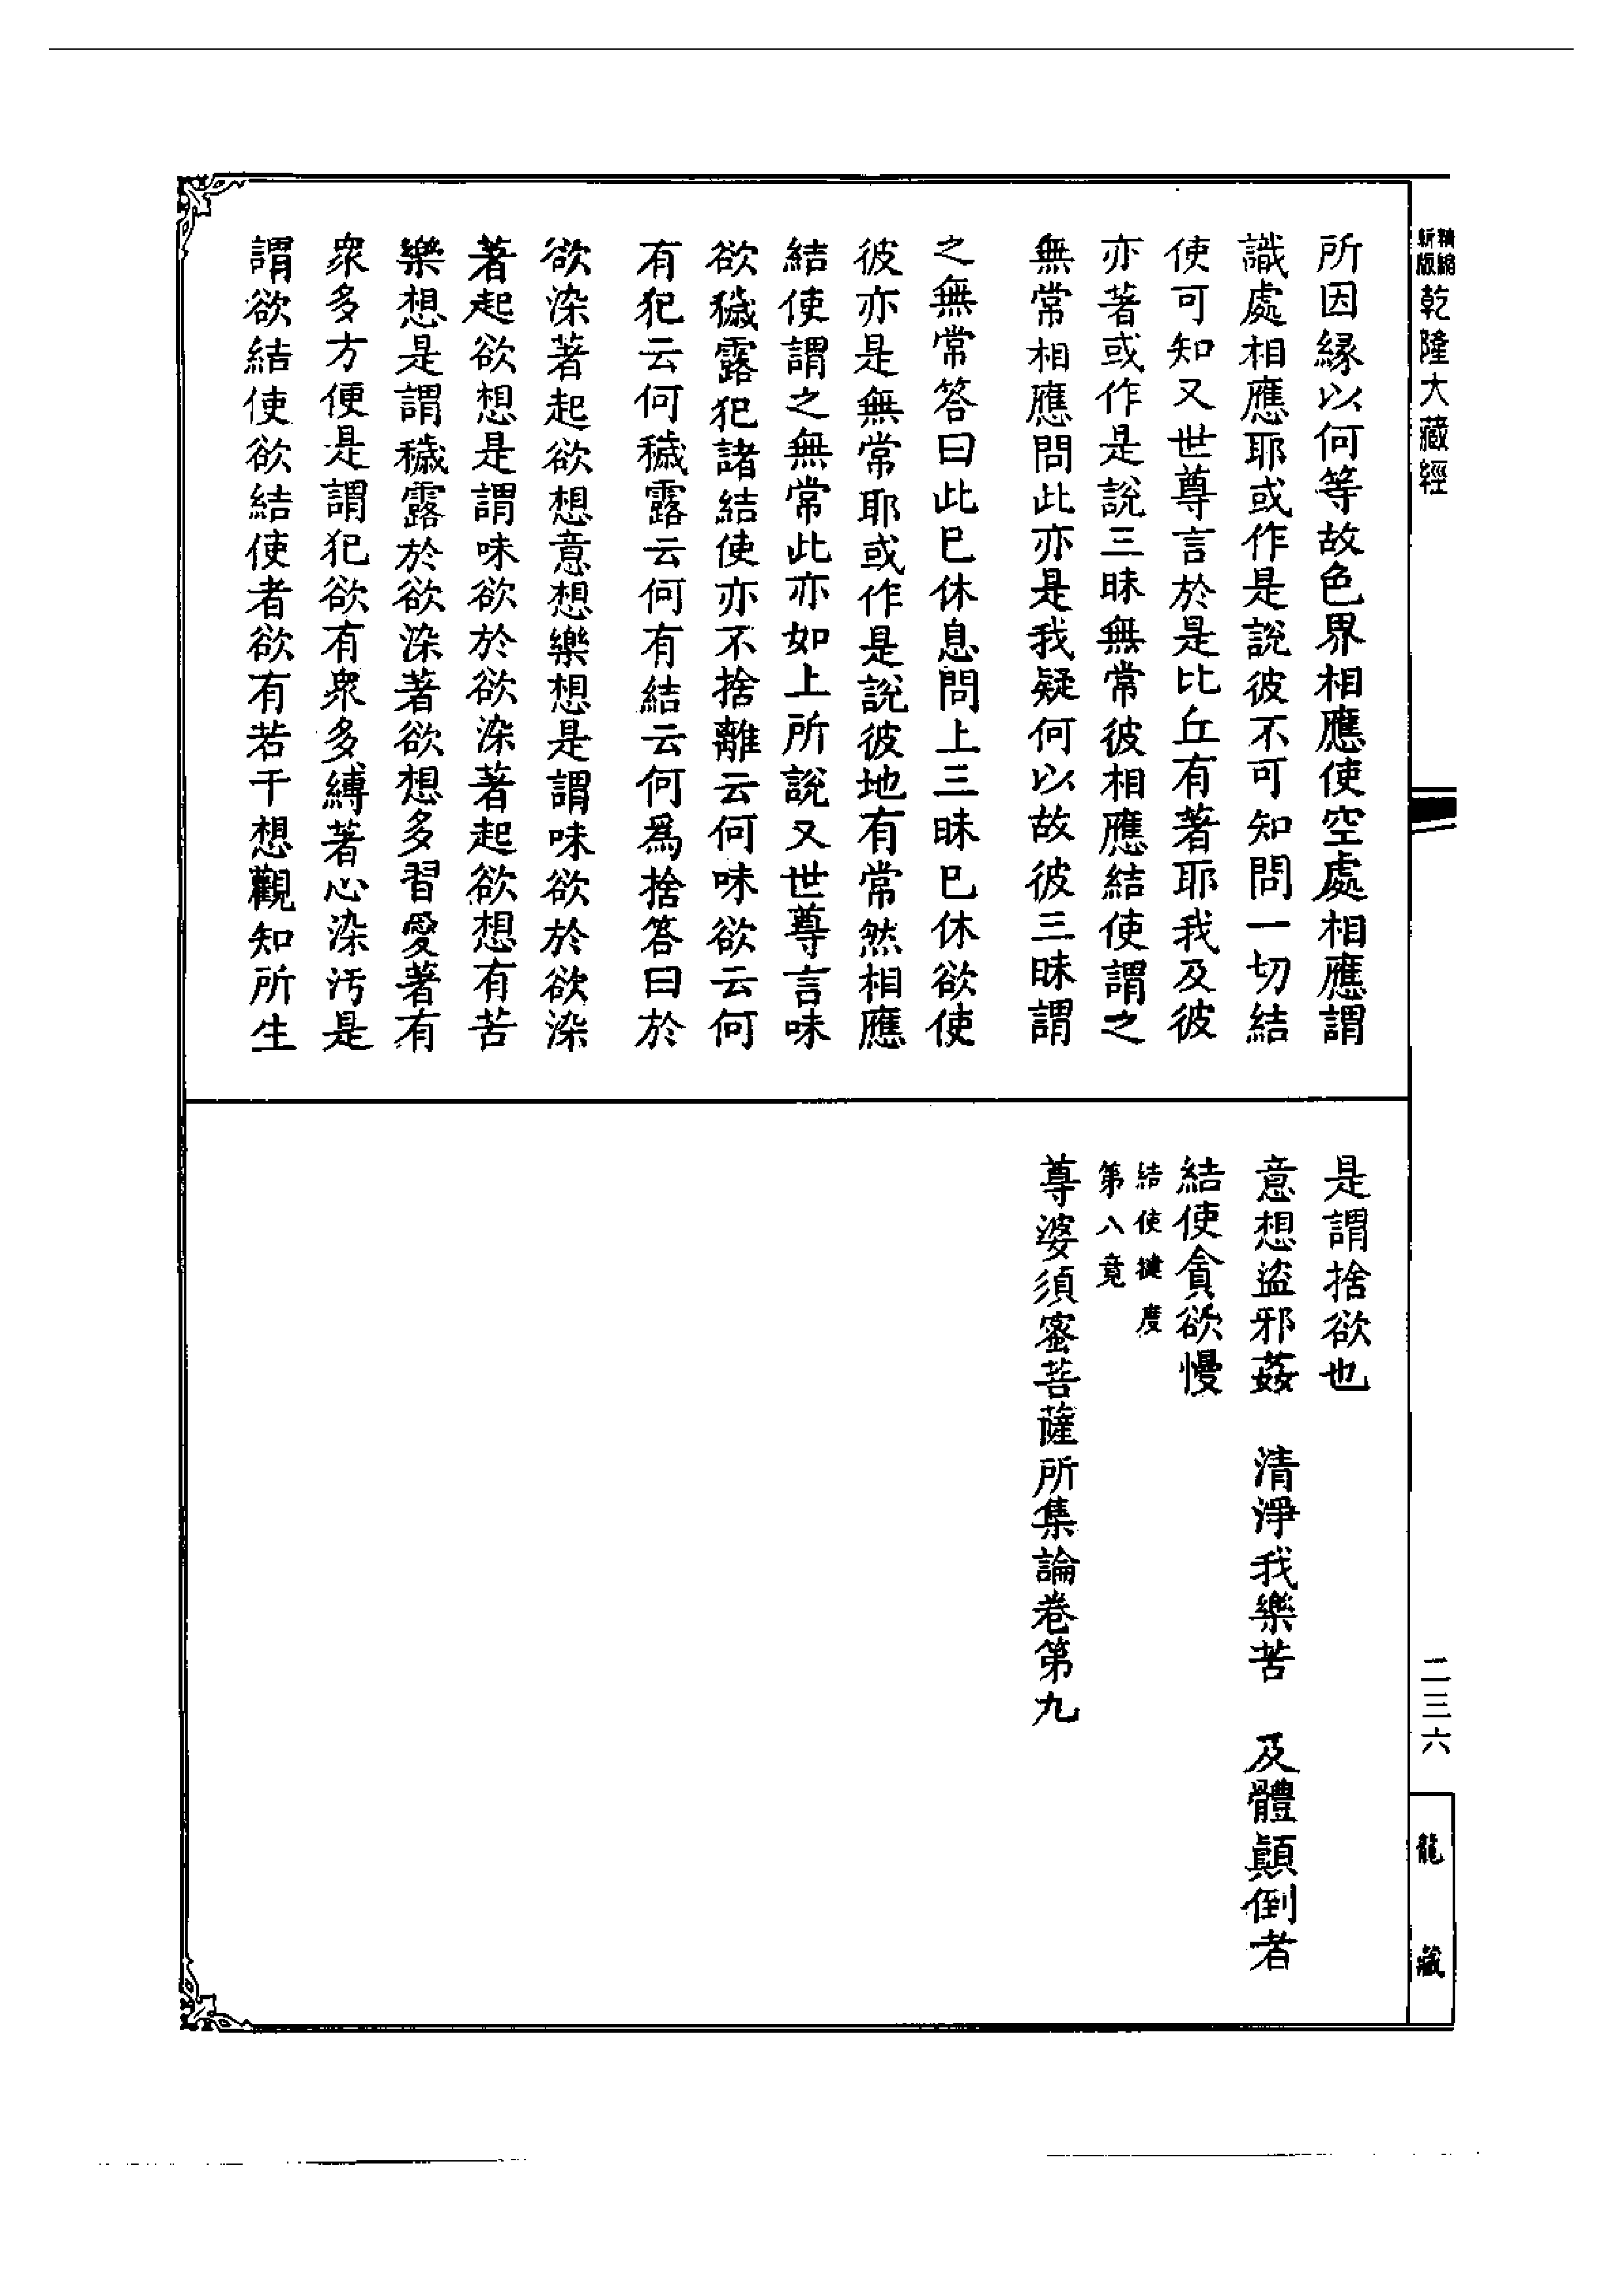 精縮
新版
乾隆大藏經
所因緣以何等故色界相應使空處相應謂
識處相應耶或作是說彼不可知問一切結
使可知又世尊言於是比丘有著耶我及彼
亦著或作是說三昧無常彼相應結使謂之
無常相應問此亦是我疑何以故彼三昧謂
之無常答曰此已休息問上三昧已休欲使
彼亦是無常耶或作是說彼地有常然相應
結使謂之無常此亦如上所說又世尊言味
欲穢露犯諸結使亦不捨離云何味欲云何
有犯云何穢露云何有結云何為捨答曰於
欲染著起欲想意想樂想是謂味欲於欲染
著起欲想是謂味欲於欲染著起欲想有苦
樂想是謂穢露於欲染著欲想多習愛著有
眾多方便是謂犯欲有眾多縛著心染污是
謂欲結使欲結使者欲有若干想觀知所生
是謂捨欲也
意想盜邪姦　清淨我樂苦　及體顛倒者
結使貪欲慢
結使揵度
第八竟
尊婆須蜜菩薩所集論卷第九
二三六
龍藏